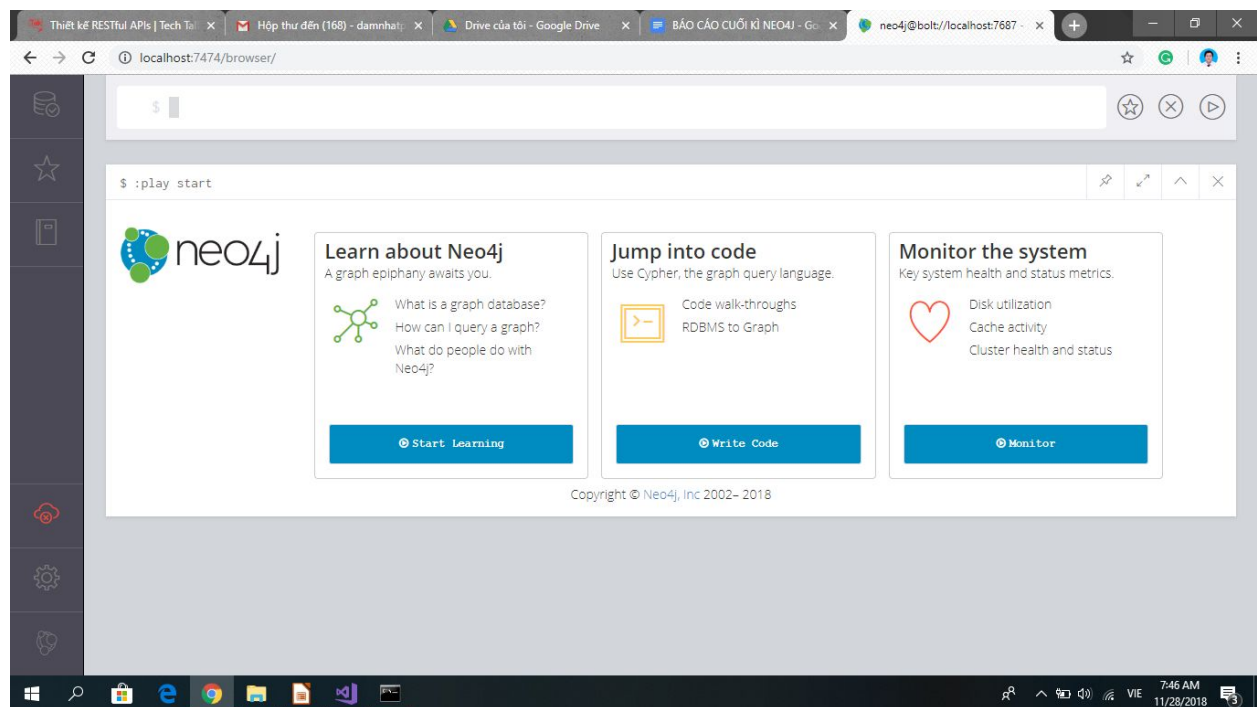 Thiết kế RESTful APIs | Tech Ta
Hộp thư đến (168) - damnhatp
Drive của tôi - Google Drive
BÁO CÁO CUỐI KÌ NEO4J - Go
neo4j@bolt://localhost:7687 -
localhost:7474/browser/
$
$ :play start
neo4j
Learn about Neo4j
A graph epiphany awaits you.
What is a graph database?
How can I query a graph?
What do people do with
Neo4j?
Start Learning
Jump into code
Use Cypher, the graph query language.
Code walk-throughs
RDBMS to Graph
Write Code
Monitor the system
Key system health and status metrics.
Disk utilization
Cache activity
Cluster health and status
Monitor
Copyright © Neo4j, Inc 2002– 2018
VIE
7:46 AM
11/28/2018
3